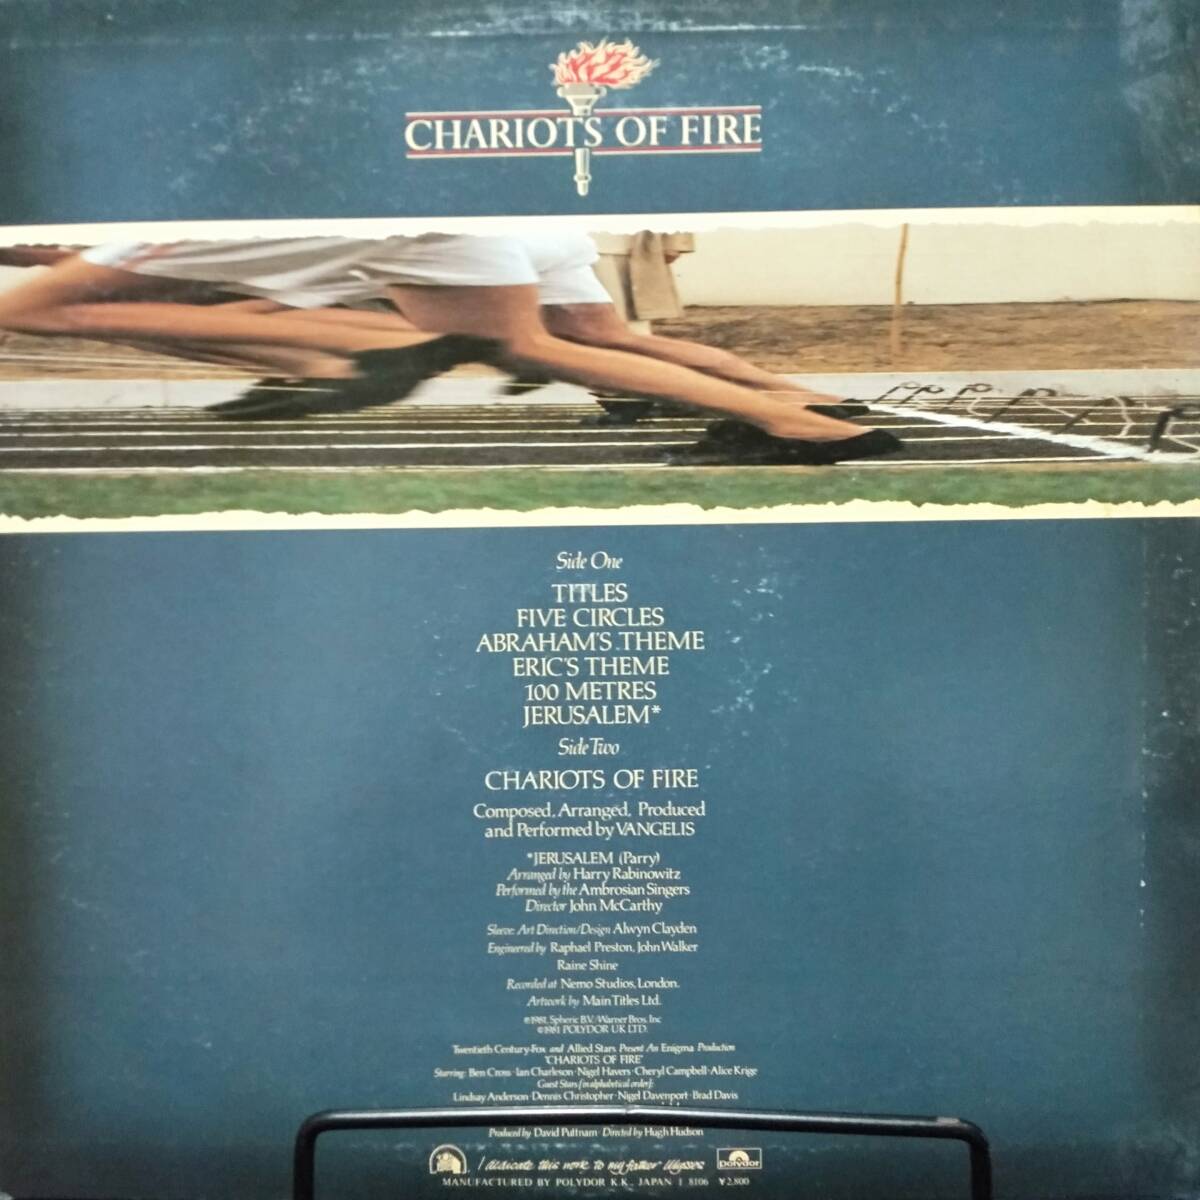 CHARIOTS OF FIRE
Side One
TITLES
FIVE CIRCLES
ABRAHAM'S THEME
ERIC'S THEME
100 METRES
JERUSALEM*
Side Two
CHARIOTS OF FIRE
Composed, Arranged, Produced
and Performed by VANGELIS
*JERUSALEM (Parry)
Arranged by Harry Rabinowitz
Performed by the Ambrosian Singers
Director John McCarthy
Sleeve: Art Direction/Design Alwyn Clayden
Engineered by Raphael Preston, John Walker
Raine Shine
Recorded at Nemo Studios, London.
Artwork by Main Titles Ltd.
℗1981. Spheric B.V./Warner Bros. Inc
©1981 POLYDOR UK LTD.
Twentieth Century-Fox and Allied Stars Present An Enigma Production
"CHARIOTS OF FIRE"
Starring: Ben Cross · Ian Charleson · Nigel Havers · Cheryl Campbell · Alice Krige
Guest Stars (in alphabetical order):
Lindsay Anderson · Dennis Christopher · Nigel Davenport · Brad Davis
Produced by David Puttnam · Directed by Hugh Hudson
I dedicate this work to my father Ulysses
polydor
MANUFACTURED BY POLYDOR K.K., JAPAN I 8106 ¥2,800